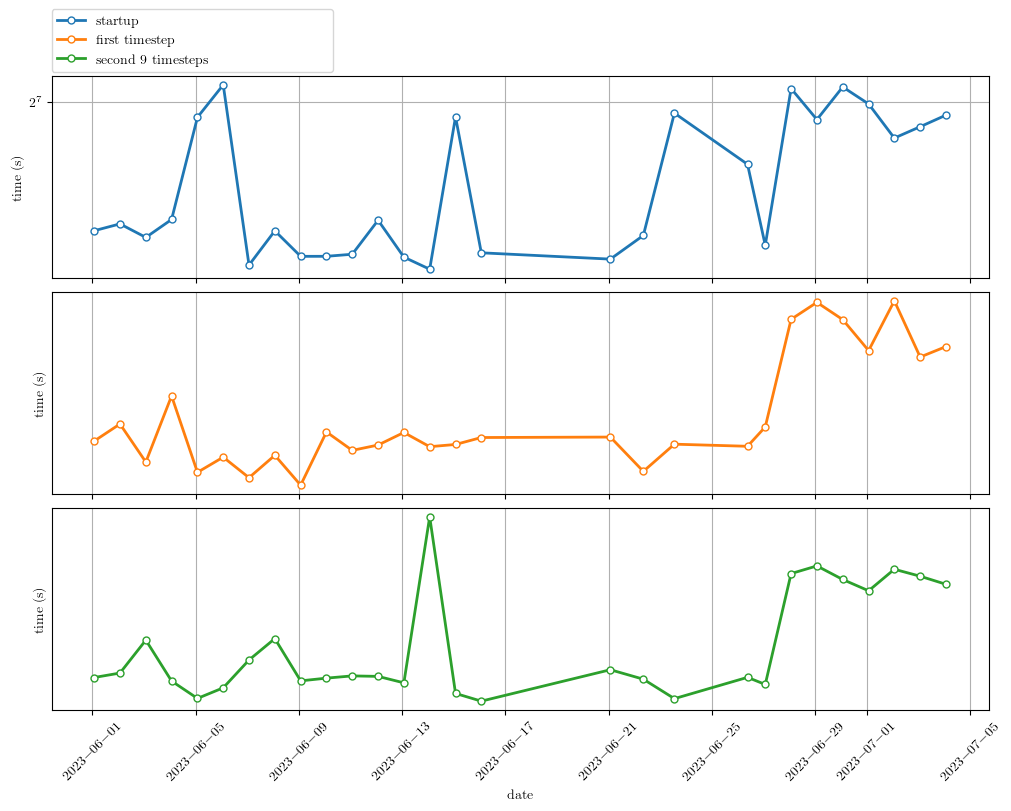 startup
first timestep
second 9 timesteps
2⁷
time (s)
time (s)
time (s)
2023−06−01
2023−06−05
2023−06−09
2023−06−13
2023−06−17
2023−06−21
2023−06−25
2023−06−29
2023−07−01
2023−07−05
date